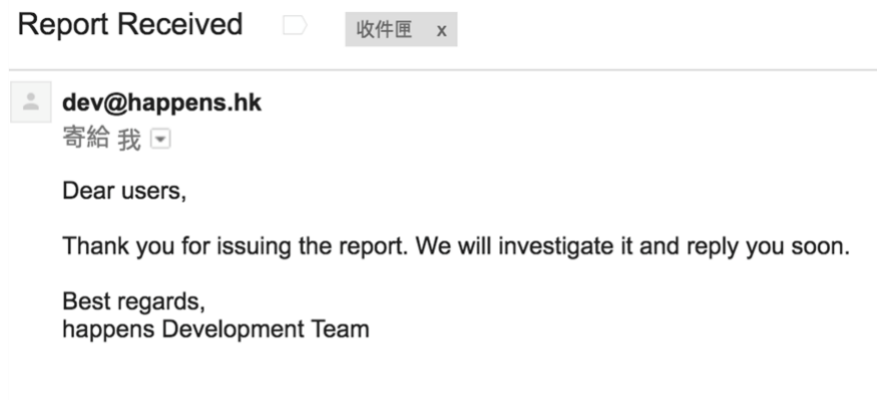 Report Received
收件匣 x
dev@happens.hk
寄給 我
Dear users,
Thank you for issuing the report. We will investigate it and reply you soon.
Best regards,
happens Development Team